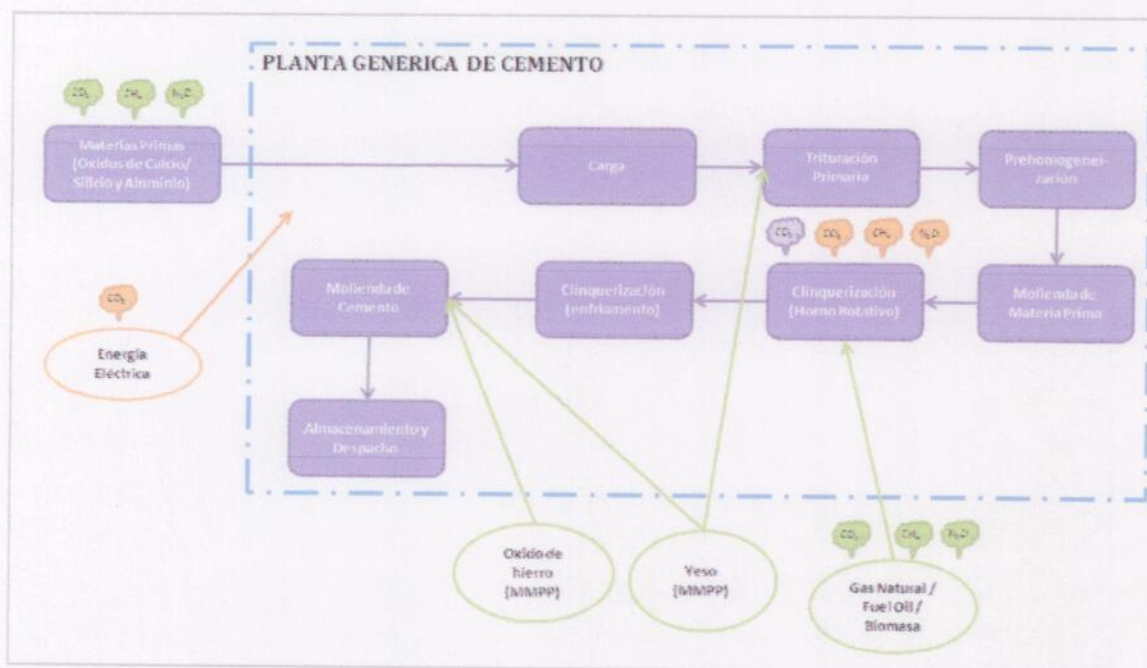 PLANTA GENERICA DE CEMENTO
CO₂
CH₄
N₂O
Materias Primas
(Oxidos de Calcio/
Silicio y Aluminio)
Carga
Trituración
Primaria
Prehomogenei-
zación
CO₂
CO₂
CH₄
N₂O
CO₂
Energía
Eléctrica
Molienda de
Cemento
Clinquerización
(enfriamento)
Clinquerización
(Horno Rotativo)
Molienda de
Materia Prima
Almacenamiento y
Despacho
Oxido de
hierro
(MMPP)
Yeso
(MMPP)
CO₂
CH₄
N₂O
Gas Natural /
Fuel Oil /
Biomasa